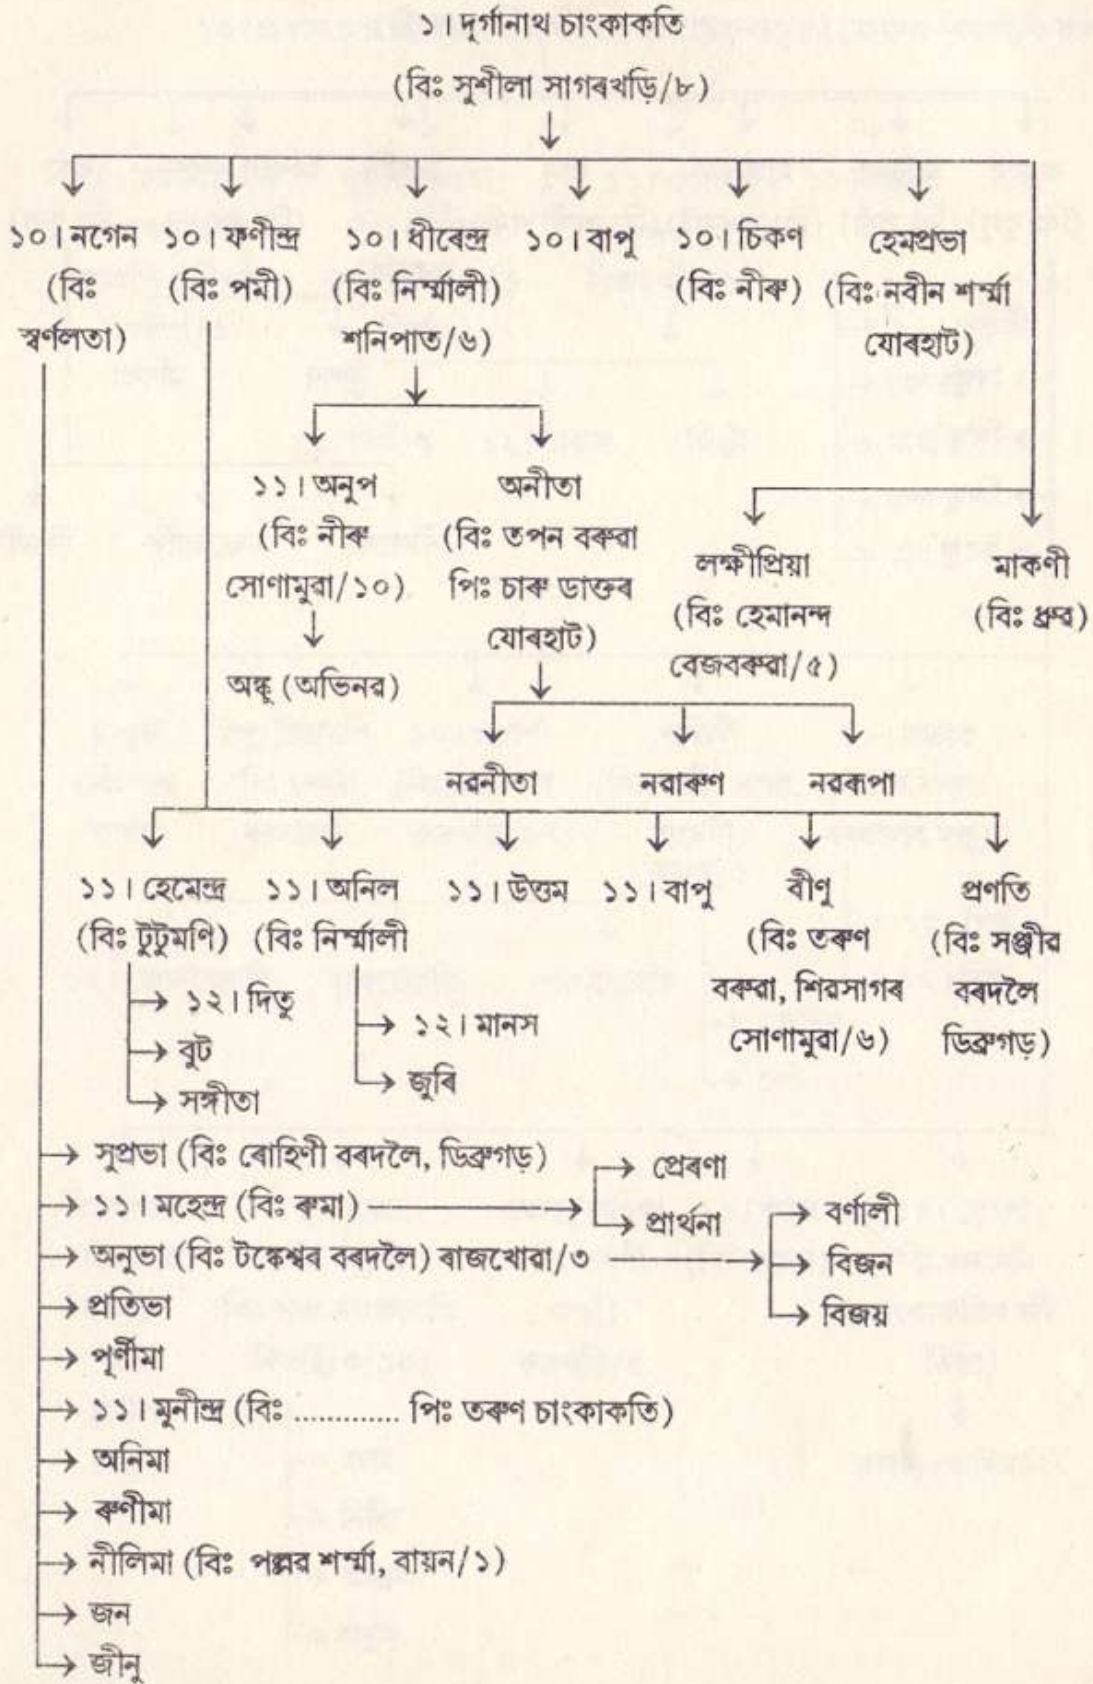 ১। দুর্গানাথ চাংকাকতি
(বিঃ সুশীলা সাগৰখড়ি/৮)
১০। নগেন ১০। ফণীন্দ্ৰ ১০। ধীৰেন্দ্ৰ ১০। বাপু ১০। চিকণ হেমপ্ৰভা
(বিঃ (বিঃ পমী) (বিঃ নিৰ্ম্মালী) (বিঃ নীৰু) (বিঃ নবীন শৰ্ম্মা
স্বৰ্ণলতা) শনিপাত/৬) যোৰহাট)
১১। অনুপ অনীতা
(বিঃ নীৰু (বিঃ তপন বৰুৱা
সোণামুৱা/১০) পিঃ চাৰু ডাক্তৰ
যোৰহাট)
লক্ষীপ্ৰিয়া মাকণী
(বিঃ হেমানন্দ (বিঃ ধ্ৰুৱ)
বেজবৰুৱা/৫)
অঙ্কু (অভিনৱ)
নৱনীতা নৱাৰুণ নৱৰূপা
১১। হেমেন্দ্ৰ ১১। অনিল ১১। উত্তম ১১। বাপু বীণু প্ৰণতি
(বিঃ টুটুমণি) (বিঃ নিৰ্ম্মালী (বিঃ তৰুণ (বিঃ সঞ্জীৱ
বৰুৱা, শিৱসাগৰ বৰদলৈ
সোণামুৱা/৬) ডিব্ৰুগড়)
১২। দিতু
বুট
সঙ্গীতা
১২। মানস
জুৰি
সুপ্ৰভা (বিঃ ৰোহিণী বৰদলৈ, ডিব্ৰুগড়)
১১। মহেন্দ্ৰ (বিঃ ৰুমা)
প্ৰেৰণা
প্ৰাৰ্থনা
অনুভা (বিঃ টঙ্কেশ্বৰ বৰদলৈ) ৰাজখোৱা/৩
বৰ্ণালী
বিজন
বিজয়
প্ৰতিভা
পূৰ্ণীমা
১১। মুনীন্দ্ৰ (বিঃ ............. পিঃ তৰুণ চাংকাকতি)
অনিমা
ৰুণীমা
নীলিমা (বিঃ পল্লৱ শৰ্ম্মা, বায়ন/১)
জন
জীনু